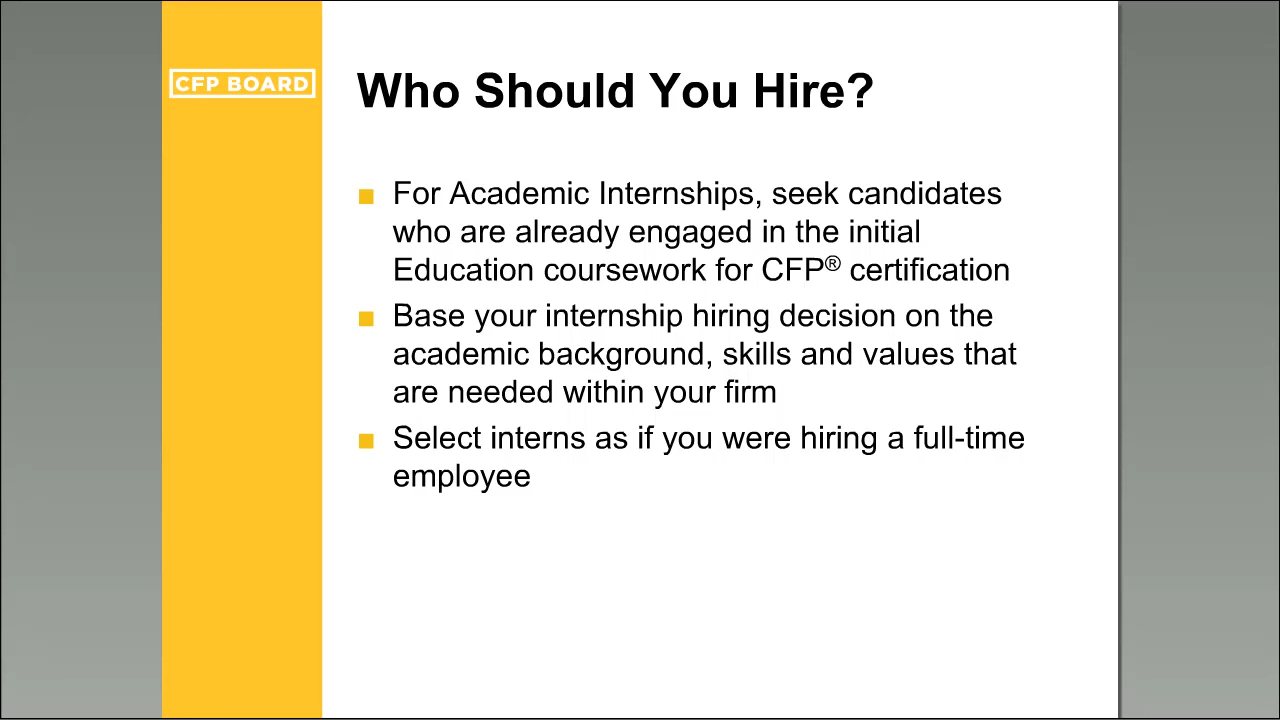 CFP BOARD
Who Should You Hire?
■ For Academic Internships, seek candidates
who are already engaged in the initial
Education coursework for CFP® certification
■ Base your internship hiring decision on the
academic background, skills and values that
are needed within your firm
■ Select interns as if you were hiring a full-time
employee